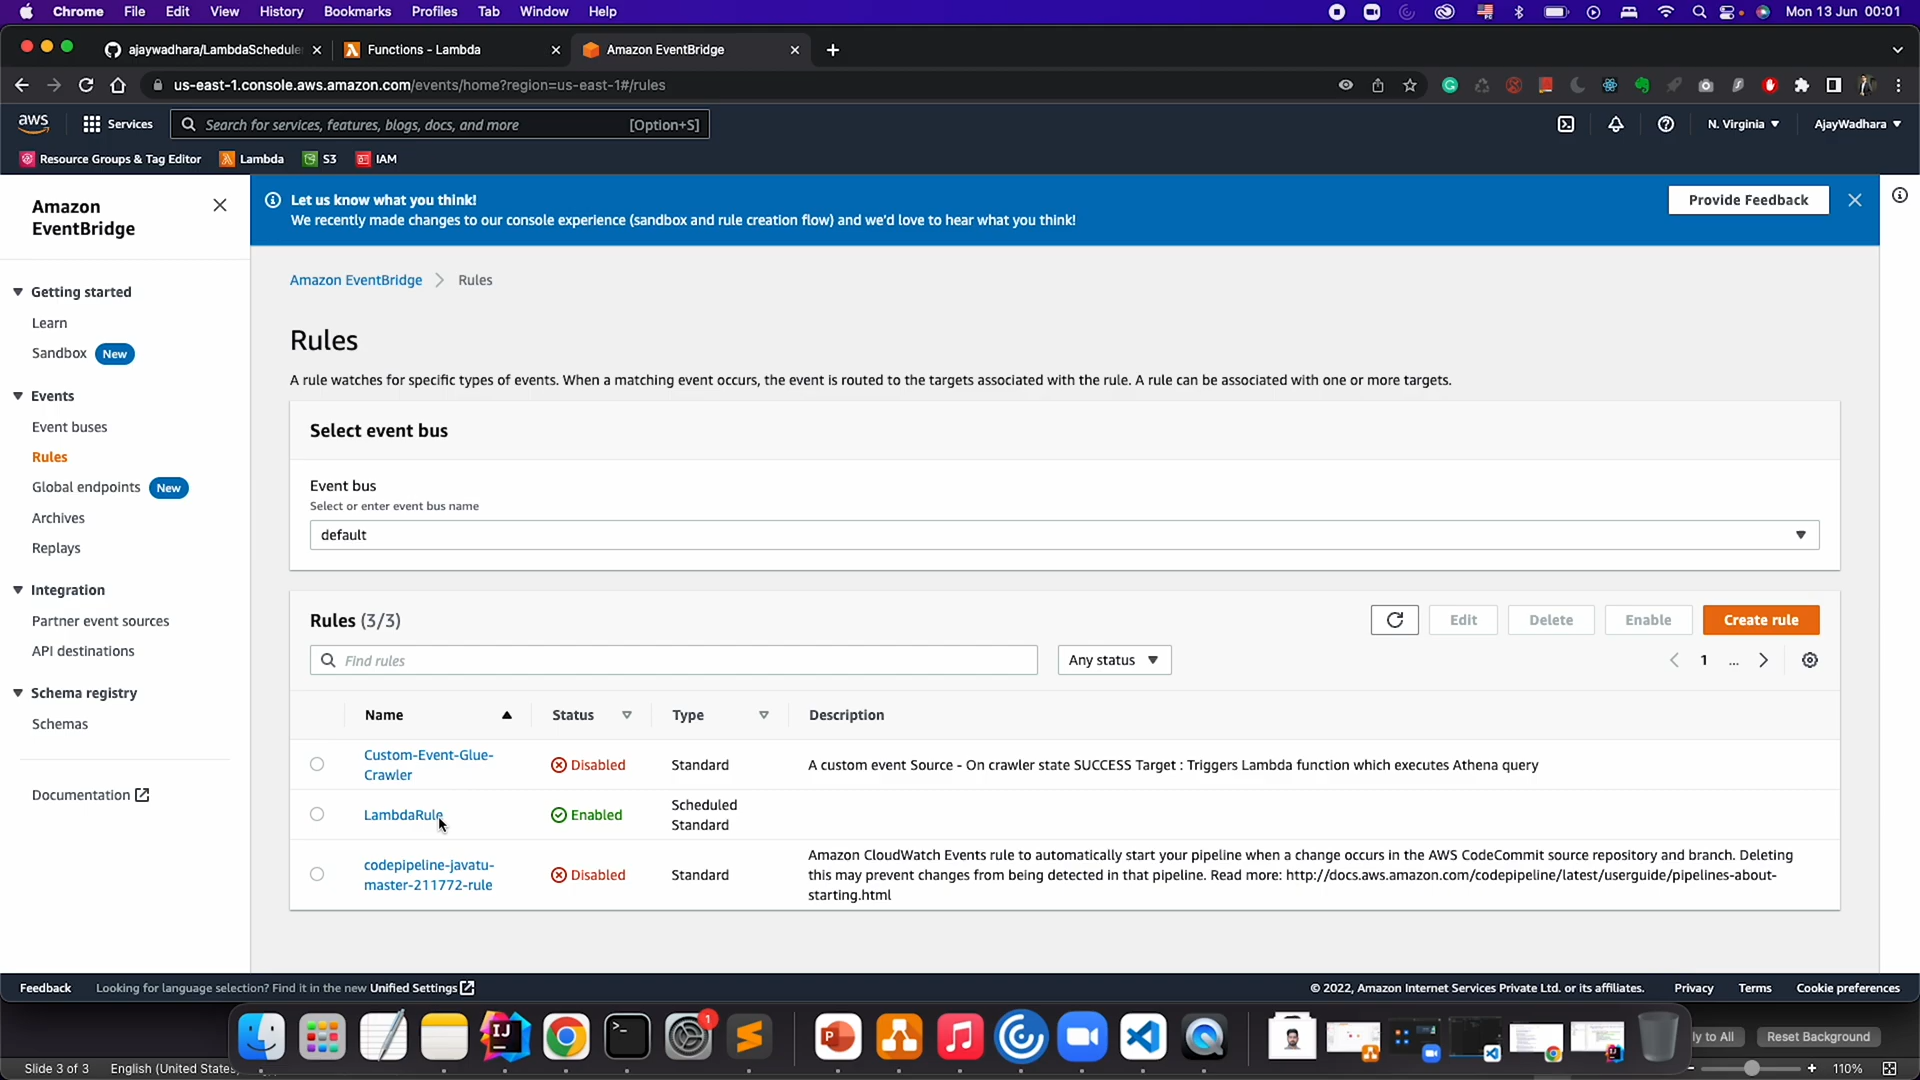 Chrome File Edit View History Bookmarks Profiles Tab Window Help Mon 13 Jun 00:01
ajaywadhara/LambdaSchedule Functions - Lambda Amazon EventBridge
us-east-1.console.aws.amazon.com/events/home?region=us-east-1#/rules
aws Services Search for services, features, blogs, docs, and more [Option+S] N. Virginia AjayWadhara
Resource Groups & Tag Editor Lambda S3 IAM
Amazon
EventBridge
Getting started
Learn
Sandbox New
Events
Event buses
Rules
Global endpoints New
Archives
Replays
Integration
Partner event sources
API destinations
Schema registry
Schemas
Documentation
Let us know what you think!
We recently made changes to our console experience (sandbox and rule creation flow) and we'd love to hear what you think!
Provide Feedback
Amazon EventBridge > Rules
Rules
A rule watches for specific types of events. When a matching event occurs, the event is routed to the targets associated with the rule. A rule can be associated with one or more targets.
Select event bus
Event bus
Select or enter event bus name
default
Rules (3/3) Edit Delete Enable Create rule
Find rules Any status 1 ...
Name Status Type Description
Custom-Event-Glue-
Crawler
Disabled Standard A custom event Source - On crawler state SUCCESS Target : Triggers Lambda function which executes Athena query
LambdaRule Enabled Scheduled
Standard
codepipeline-javatu-
master-211772-rule
Disabled Standard
Amazon CloudWatch Events rule to automatically start your pipeline when a change occurs in the AWS CodeCommit source repository and branch. Deleting
this may prevent changes from being detected in that pipeline. Read more: http://docs.aws.amazon.com/codepipeline/latest/userguide/pipelines-about-
starting.html
Feedback Looking for language selection? Find it in the new Unified Settings © 2022, Amazon Internet Services Private Ltd. or its affiliates. Privacy Terms Cookie preferences
1
to All Reset Background
Slide 3 of 3 English (United States) 110%